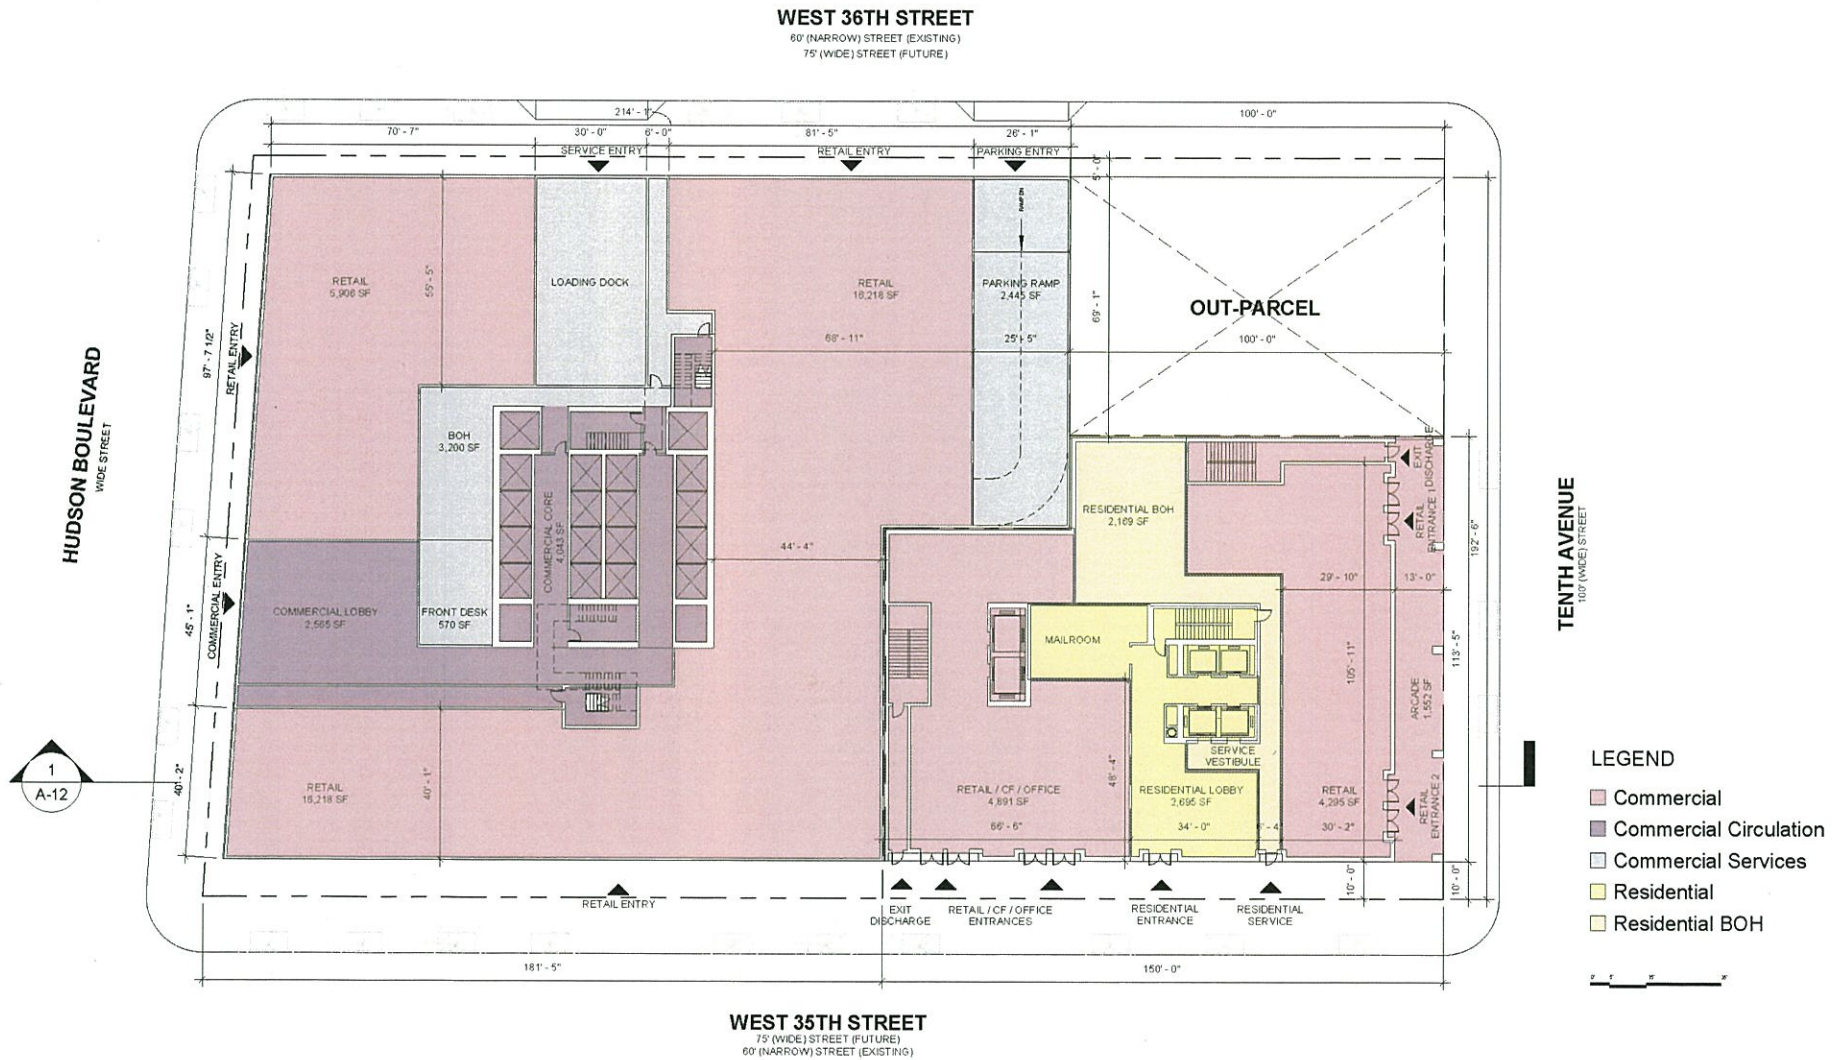 WEST 36TH STREET
60' (NARROW) STREET (EXISTING)
75' (WIDE) STREET (FUTURE)
214' - 1"
100' - 0"
70' - 7"
30' - 0"
6' - 0"
81' - 5"
26' - 1"
SERVICE ENTRY
RETAIL ENTRY
PARKING ENTRY
5' - 0"
RETAIL
5,906 SF
55' - 5"
LOADING DOCK
RETAIL
16,218 SF
68' - 11"
PARKING RAMP
2,445 SF
25' - 5"
69' - 1"
OUT-PARCEL
100' - 0"
HUDSON BOULEVARD
WIDE STREET
97' - 7 1/2"
RETAIL ENTRY
BOH
3,200 SF
COMMERCIAL CORE
4,043 SF
44' - 4"
RESIDENTIAL BOH
2,169 SF
EXIT
DISCHARGE
RETAIL
ENTRANCE 1
192' - 6"
TENTH AVENUE
100' (WIDE) STREET
29' - 10"
13' - 0"
45' - 1"
COMMERCIAL ENTRY
COMMERCIAL LOBBY
2,565 SF
FRONT DESK
570 SF
MAILROOM
105' - 11"
113' - 5"
ARCADE
1,552 SF
1
A-12
40' - 2"
RETAIL
16,218 SF
40' - 1"
RETAIL / CF / OFFICE
4,891 SF
66' - 6"
48' - 4"
SERVICE
VESTIBULE
RESIDENTIAL LOBBY
2,695 SF
34' - 0"
RETAIL
4,295 SF
30' - 2"
RETAIL
ENTRANCE 2
10' - 0"
10' - 0"
RETAIL ENTRY
EXIT
DISCHARGE
RETAIL / CF / OFFICE
ENTRANCES
RESIDENTIAL
ENTRANCE
RESIDENTIAL
SERVICE
181' - 5"
150' - 0"
LEGEND
Commercial
Commercial Circulation
Commercial Services
Residential
Residential BOH
WEST 35TH STREET
75' (WIDE) STREET (FUTURE)
60' (NARROW) STREET (EXISTING)